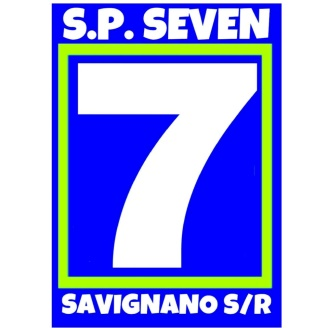 S.P. SEVEN
7
SAVIGNANO S/R